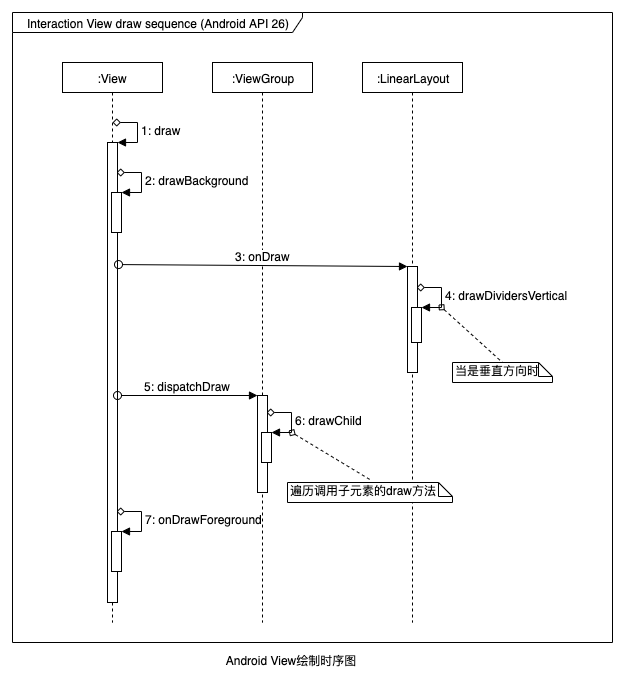 Interaction View draw sequence (Android API 26)
:View
:ViewGroup
:LinearLayout
1: draw
2: drawBackground
3: onDraw
4: drawDividersVertical
当是垂直方向时
5: dispatchDraw
6: drawChild
遍历调用子元素的draw方法
7: onDrawForeground
Android View绘制时序图